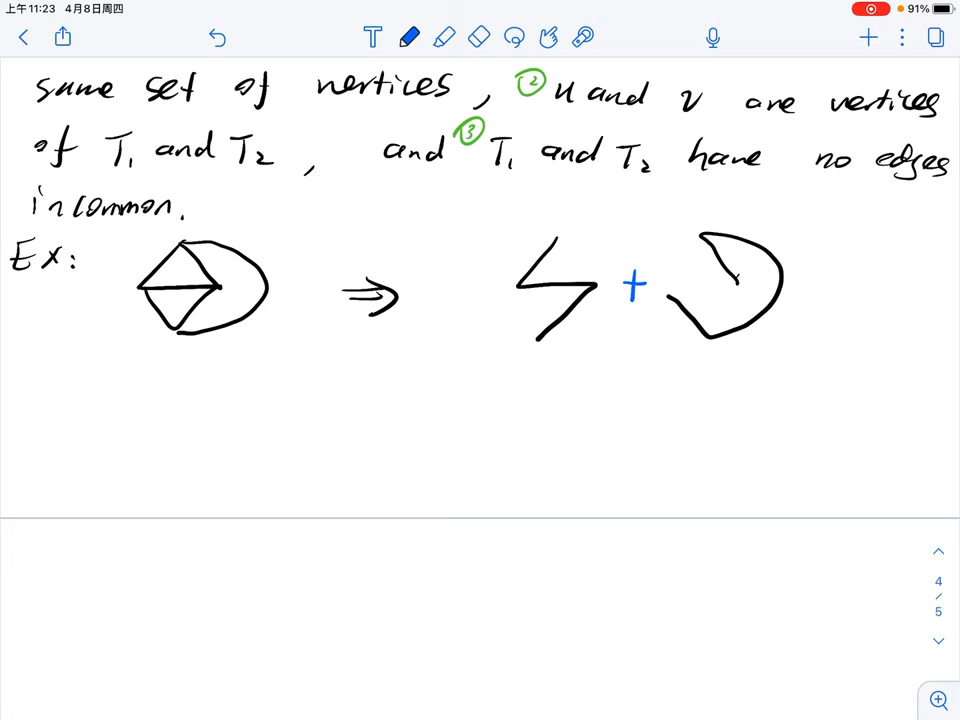 上午11:23 4月8日周四 91%
same set of vertices, ② u and v are vertices
of T₁ and T₂, and ③ T₁ and T₂ have no edges
in common.
Ex: ⇒ +
4
/
5